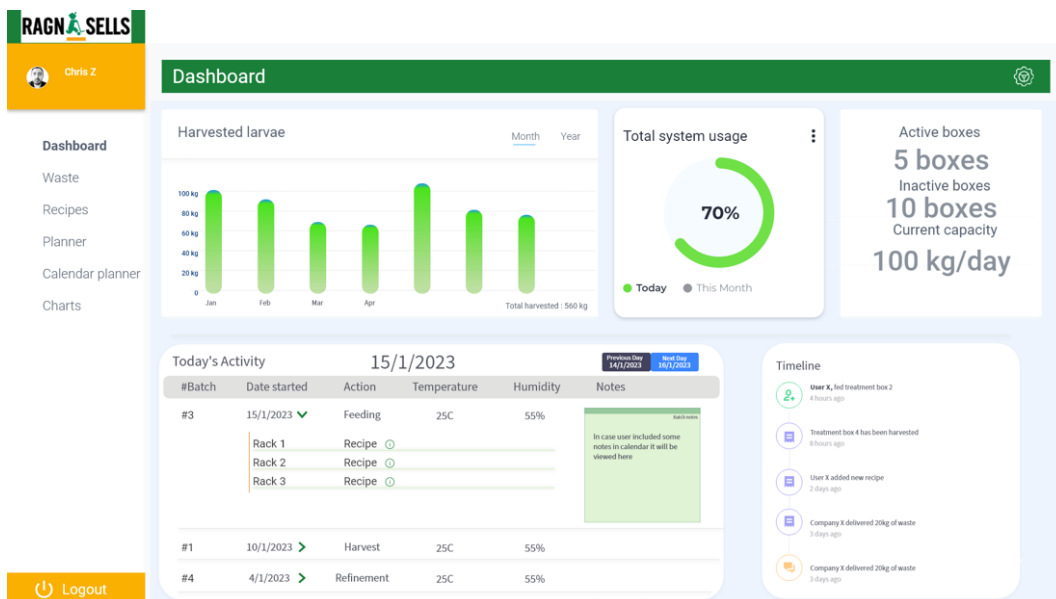 RAGN SELLS
Chris Z
Dashboard
Waste
Recipes
Planner
Calendar planner
Charts
Logout
Dashboard
Harvested larvae
Month Year
100 kg
80 kg
60 kg
40 kg
20 kg
0
Jan Feb Mar Apr
Total harvested : 560 kg
Total system usage
70%
Today This Month
Active boxes
5 boxes
Inactive boxes
10 boxes
Current capacity
100 kg/day
Today's Activity 15/1/2023
Previous Day Next Day
14/1/2023 16/1/2023
#Batch Date started Action Temperature Humidity Notes
#3 15/1/2023 Feeding 25C 55%
Rack 1 Recipe
Rack 2 Recipe
Rack 3 Recipe
Batch notes
In case user included some
notes in calendar it will be
viewed here
#1 10/1/2023 Harvest 25C 55%
#4 4/1/2023 Refinement 25C 55%
Timeline
User X, fed treatment box 2
4 hours ago
Treatment box 4 has been harvested
8 hours ago
User X added new recipe
2 days ago
Company X delivered 20kg of waste
3 days ago
Company X delivered 20kg of waste
3 days ago